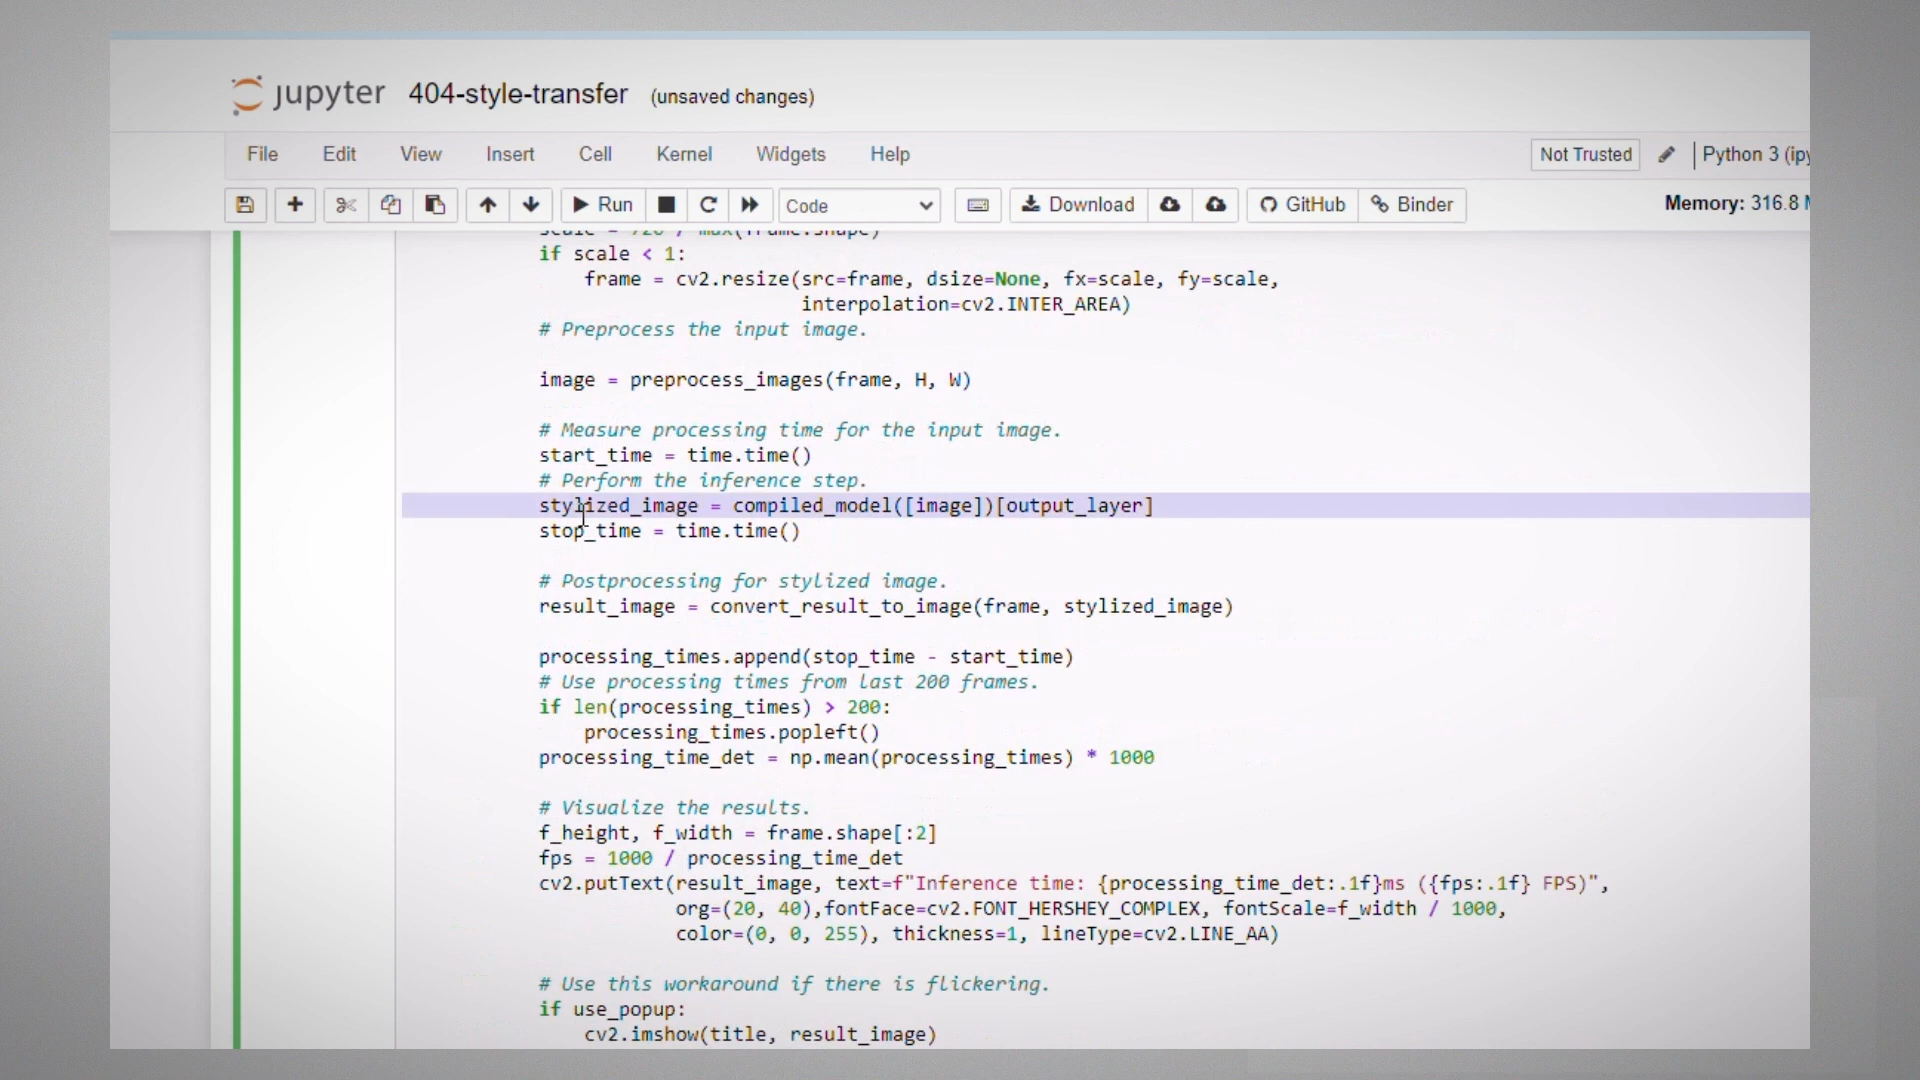 jupyter 404-style-transfer (unsaved changes)
File Edit View Insert Cell Kernel Widgets Help Not Trusted Python 3 (ipy
Run Code Download GitHub Binder Memory: 316.8 M
scale = 720 / max(frame.shape)
if scale < 1:
    frame = cv2.resize(src=frame, dsize=None, fx=scale, fy=scale,
                       interpolation=cv2.INTER_AREA)
# Preprocess the input image.
image = preprocess_images(frame, H, W)
# Measure processing time for the input image.
start_time = time.time()
# Perform the inference step.
stylized_image = compiled_model([image])[output_layer]
stop_time = time.time()
# Postprocessing for stylized image.
result_image = convert_result_to_image(frame, stylized_image)
processing_times.append(stop_time - start_time)
# Use processing times from last 200 frames.
if len(processing_times) > 200:
    processing_times.popleft()
processing_time_det = np.mean(processing_times) * 1000
# Visualize the results.
f_height, f_width = frame.shape[:2]
fps = 1000 / processing_time_det
cv2.putText(result_image, text=f"Inference time: {processing_time_det:.1f}ms ({fps:.1f} FPS)",
            org=(20, 40),fontFace=cv2.FONT_HERSHEY_COMPLEX, fontScale=f_width / 1000,
            color=(0, 0, 255), thickness=1, lineType=cv2.LINE_AA)
# Use this workaround if there is flickering.
if use_popup:
    cv2.imshow(title, result_image)